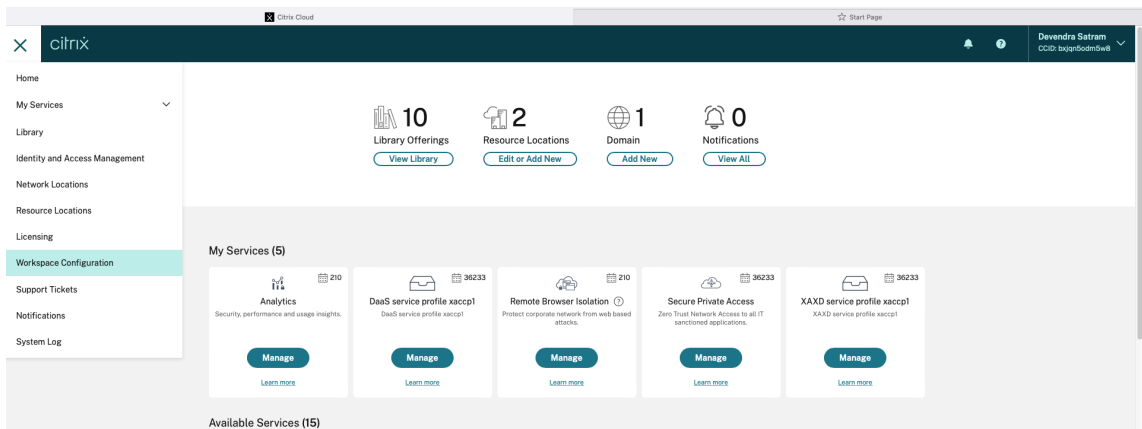 Citrix Cloud
Start Page
citrix
Devendra Satram
CCID: bxjqn5odm5w8
Home
My Services
Library
Identity and Access Management
Network Locations
Resource Locations
Licensing
Workspace Configuration
Support Tickets
Notifications
System Log
10
Library Offerings
View Library
2
Resource Locations
Edit or Add New
1
Domain
Add New
0
Notifications
View All
My Services (5)
210
Analytics
Security, performance and usage insights.
Manage
Learn more
36233
DaaS service profile xaccp1
DaaS service profile xaccp1
Manage
Learn more
210
Remote Browser Isolation ?
Protect corporate network from web based
attacks.
Manage
Learn more
36233
Secure Private Access
Zero Trust Network Access to all IT
sanctioned applications.
Manage
Learn more
36233
XAXD service profile xaccp1
XAXD service profile xaccp1
Manage
Learn more
Available Services (15)